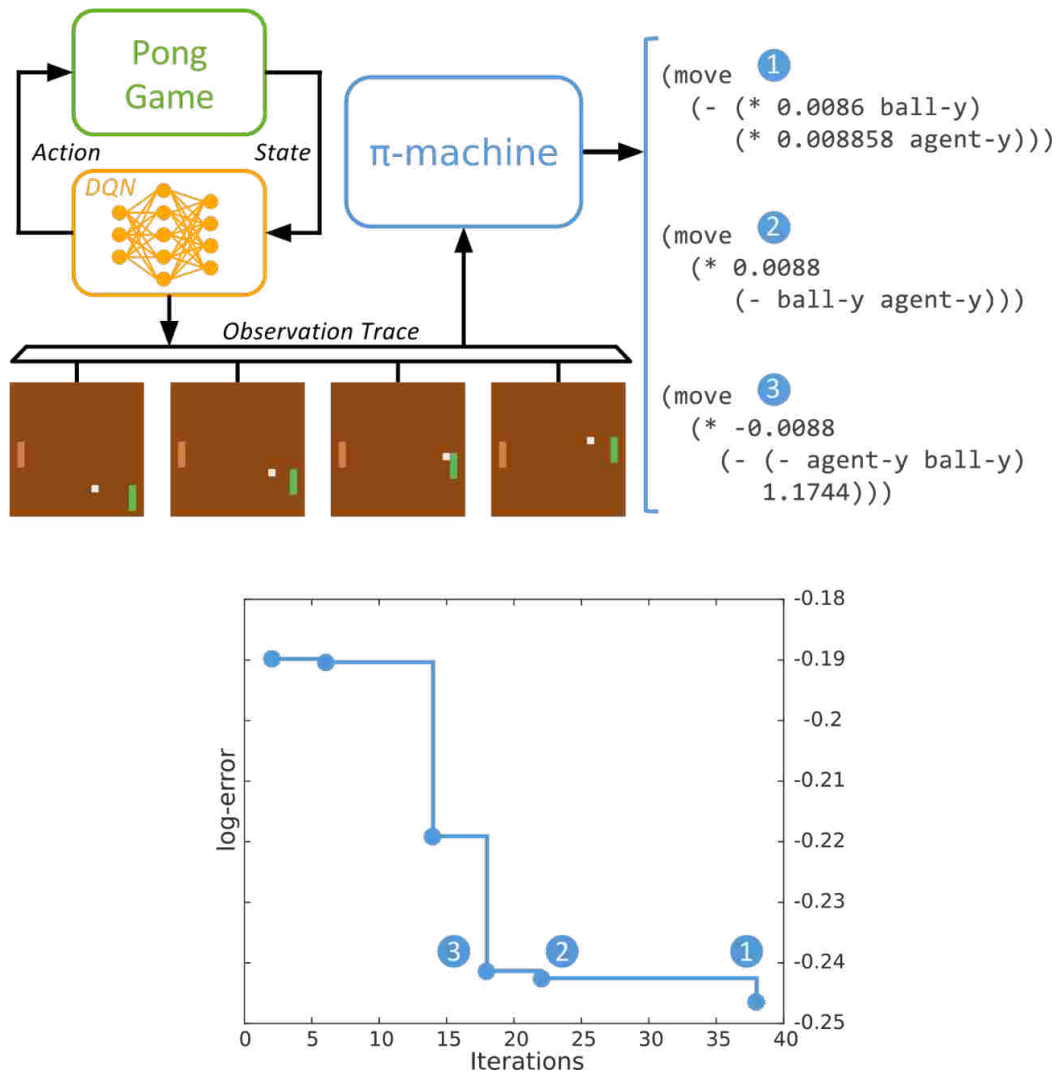 Pong
Game
Action
State
DQN
Observation Trace
π-machine
(move 1
(- (* 0.0086 ball-y)
(* 0.008858 agent-y)))
(move 2
(* 0.0088
(- ball-y agent-y)))
(move 3
(* -0.0088
(- (- agent-y ball-y)
1.1744)))
-0.18
-0.19
-0.2
-0.21
-0.22
-0.23
-0.24
-0.25
log-error
3
2
1
0 5 10 15 20 25 30 35 40
Iterations